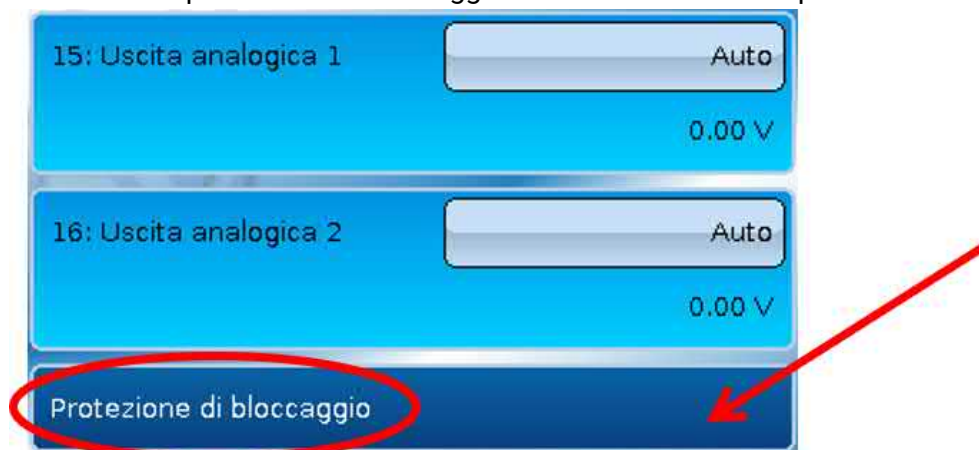 15: Uscita analogica 1
Auto
0.00 V
16: Uscita analogica 2
Auto
0.00 V
Protezione di bloccaggio